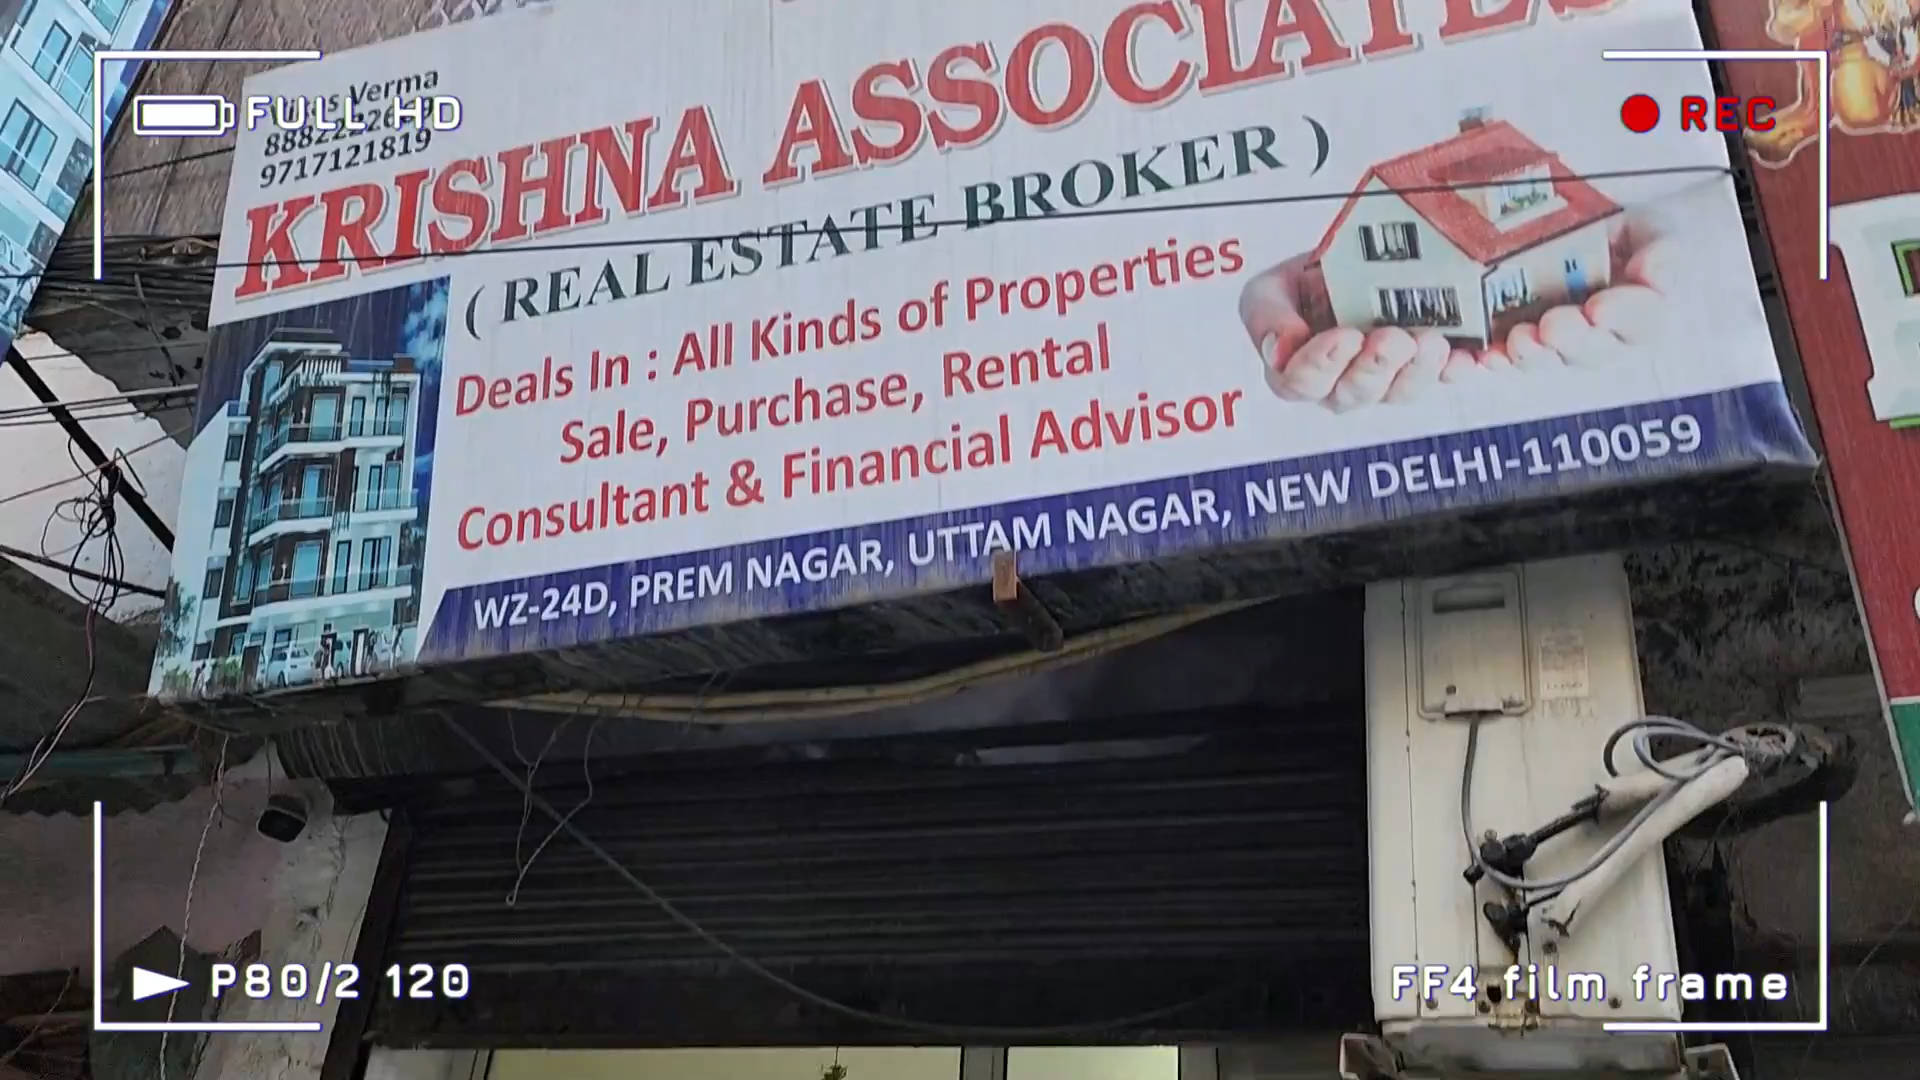 Verma
9717121819
FULL HD
REC
KRISHNA ASSOCIATES
( REAL ESTATE BROKER )
Deals In : All Kinds of Properties
Sale, Purchase, Rental
Consultant & Financial Advisor
WZ-24D, PREM NAGAR, UTTAM NAGAR, NEW DELHI-110059
P80/2 120
FF4 film frame